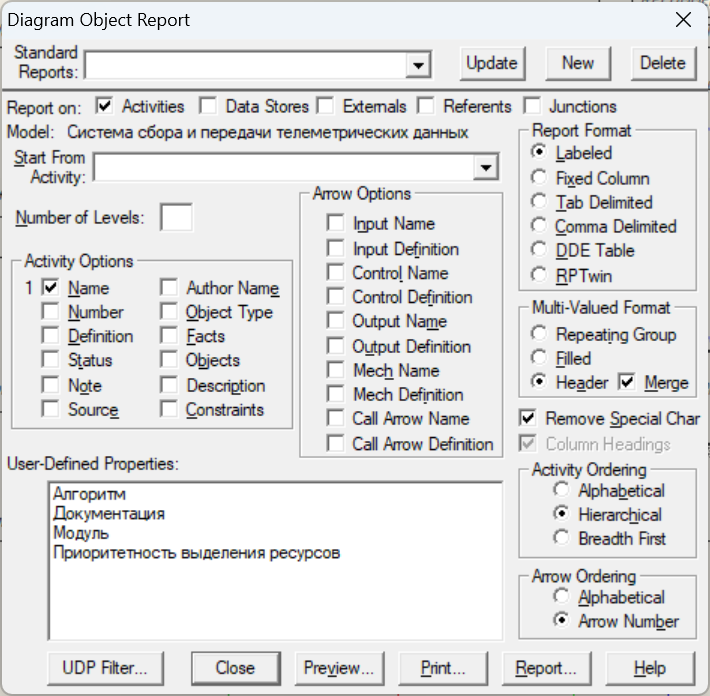 Diagram Object Report
Standard Reports:
Update
New
Delete
Report on:
Activities
Data Stores
Externals
Referents
Junctions
Model: Система сбора и передачи телеметрических данных
Start From Activity:
Number of Levels:
Activity Options
1
Name
Number
Definition
Status
Note
Source
Author Name
Object Type
Facts
Objects
Description
Constraints
Arrow Options
Input Name
Input Definition
Control Name
Control Definition
Output Name
Output Definition
Mech Name
Mech Definition
Call Arrow Name
Call Arrow Definition
Report Format
Labeled
Fixed Column
Tab Delimited
Comma Delimited
DDE Table
RPTwin
Multi-Valued Format
Repeating Group
Filled
Header
Merge
Remove Special Char
Column Headings
Activity Ordering
Alphabetical
Hierarchical
Breadth First
Arrow Ordering
Alphabetical
Arrow Number
User-Defined Properties:
Алгоритм
Документация
Модуль
Приоритетность выделения ресурсов
UDP Filter...
Close
Preview...
Print...
Report...
Help